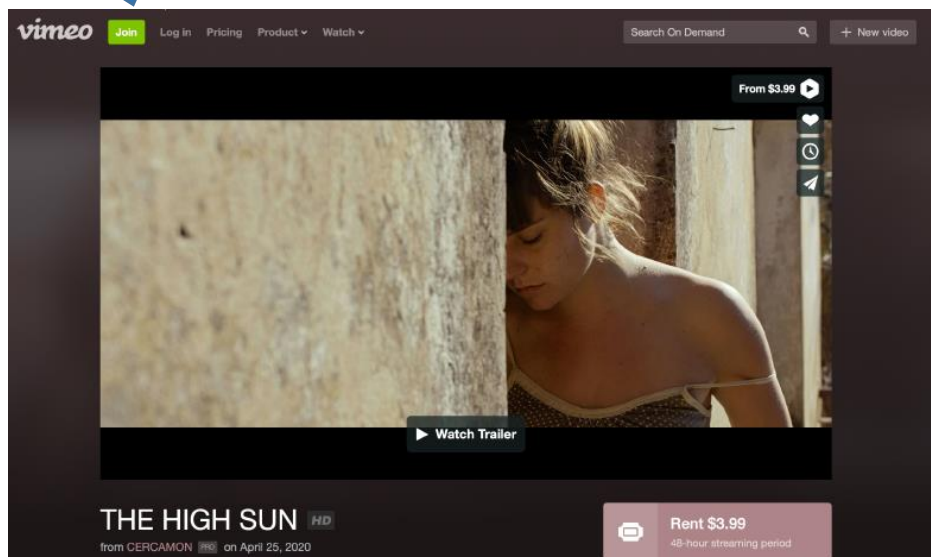 vimeo Join Log in Pricing Product Watch Search On Demand + New video
From $3.99
Watch Trailer
THE HIGH SUN HD
from CERCAMON PRO on April 25, 2020
Rent $3.99
48-hour streaming period